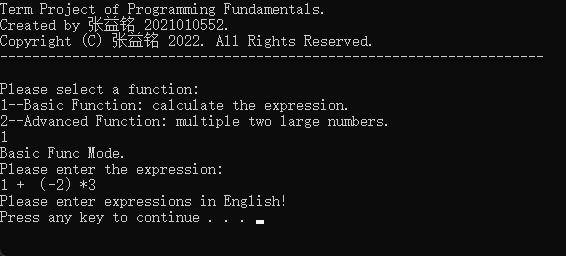 Term Project of Programming Fundamentals.
Created by 张益铭 2021010552.
Copyright (C) 张益铭 2022. All Rights Reserved.
--------------------------------------------------------------------
Please select a function:
1--Basic Function: calculate the expression.
2--Advanced Function: multiple two large numbers.
1
Basic Func Mode.
Please enter the expression:
1 + （-2）*3
Please enter expressions in English!
Press any key to continue . . .